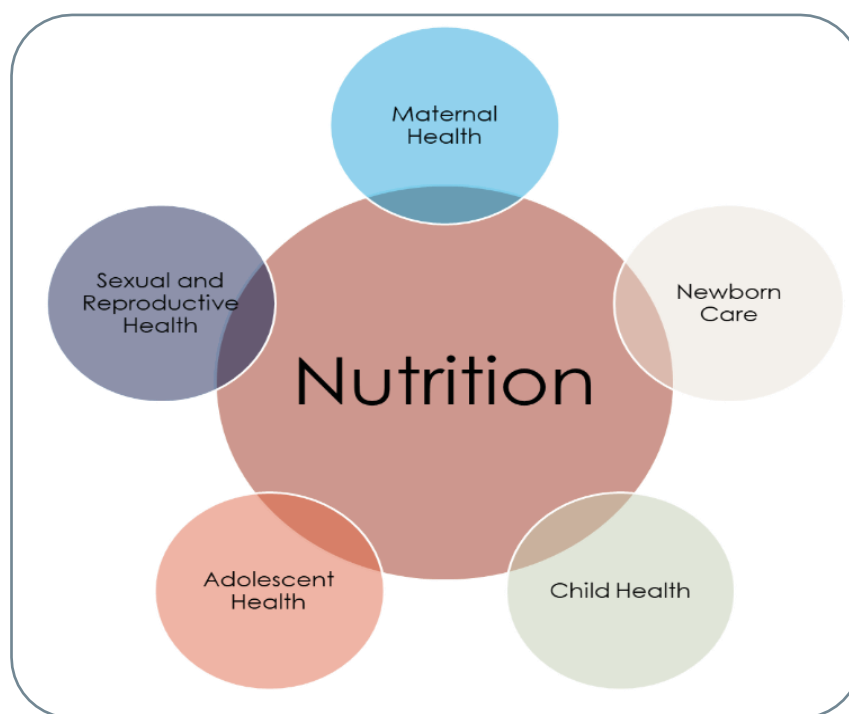 Maternal
Health
Sexual and
Reproductive
Health
Newborn
Care
Nutrition
Adolescent
Health
Child Health